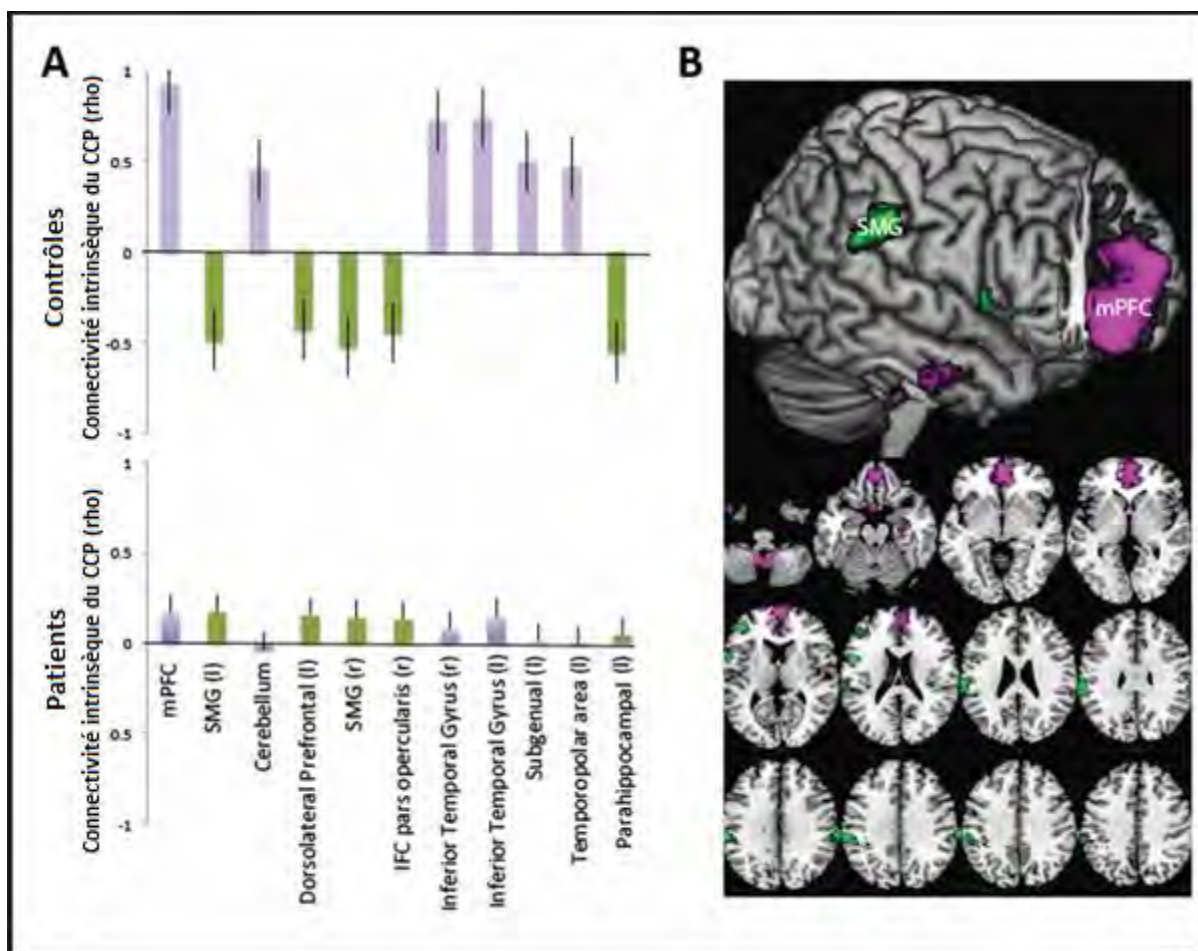 A
Contrôles
Connectivité intrinsèque du CCP (rho)
1
0.5
0
-0.5
-1
Patients
Connectivité intrinsèque du CCP (rho)
1
0.5
0
0.5
-1
mPFC
SMG (l)
Cerebellum
Dorsolateral Prefrontal (l)
SMG (r)
IFC pars opercularis (r)
Inferior Temporal Gyrus (r)
Inferior Temporal Gyrus (l)
Subgenual (l)
Temporopolar area (l)
Parahippocampal (l)
B
SMG
mPFC